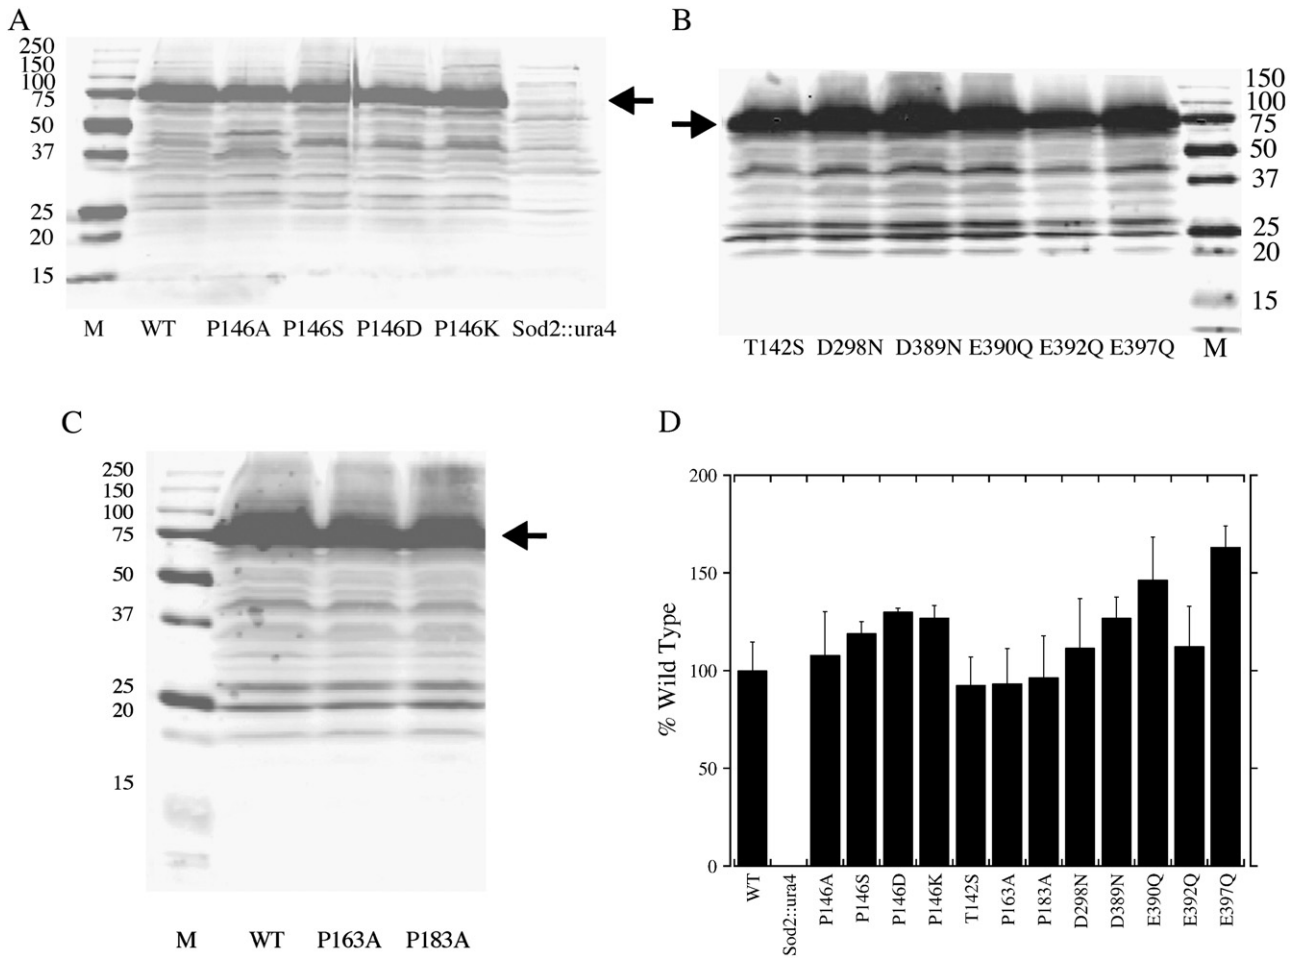 A
250
150
100
75
50
37
25
20
15
M WT P146A P146S P146D P146K Sod2::ura4
B
150
100
75
50
37
25
20
15
T142S D298N D389N E390Q E392Q E397Q M
C
250
150
100
75
50
37
25
20
15
M WT P163A P183A
D
% Wild Type
200
150
100
50
0
WT
Sod2::ura4
P146A
P146S
P146D
P146K
T142S
P163A
P183A
D298N
D389N
E390Q
E392Q
E397Q